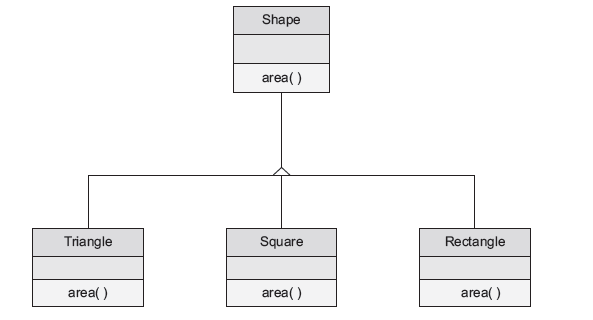 Shape
area( )
Triangle
Square
Rectangle
area( )
area( )
area( )